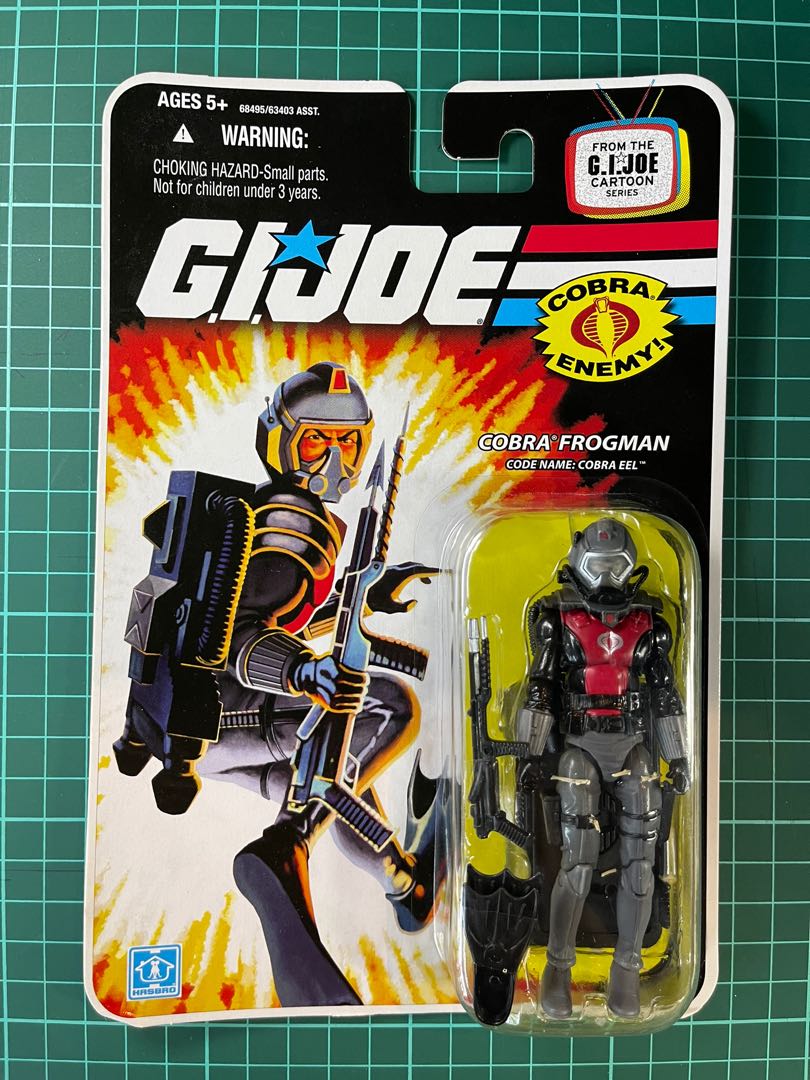 AGES 5+ 68495/63403 ASST.
⚠ WARNING:
CHOKING HAZARD-Small parts.
Not for children under 3 years.
FROM THE
G.I.JOE
CARTOON
SERIES
G.I.JOE®
COBRA®
ENEMY!
COBRA® FROGMAN
CODE NAME: COBRA EEL™
HASBRO